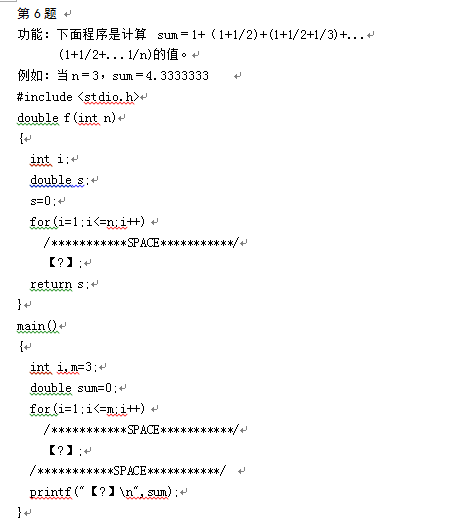 第6题
功能：下面程序是计算 sum=1+（1+1/2)+(1+1/2+1/3)+...
(1+1/2+...1/n)的值。
例如：当n=3，sum=4.3333333
#include <stdio.h>
double f(int n)
{
int i;
double s;
s=0;
for(i=1;i<=n;i++)
/***********SPACE***********/
【?】;
return s;
}
main()
{
int i,m=3;
double sum=0;
for(i=1;i<=m;i++)
/***********SPACE***********/
【?】;
/***********SPACE***********/
printf("【?】\n",sum);
}